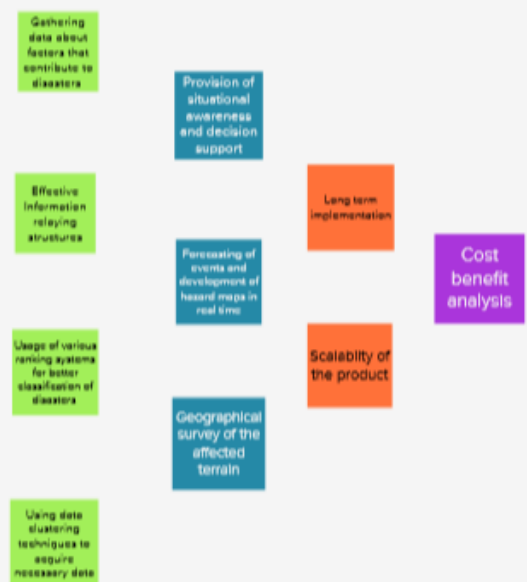 Gathering
data about
factors that
contribute to
disasters
Effective
Information
relaying
structures
Usage of various
ranking systems
for better
classification of
disasters
Using data
clustering
techniques to
acquire
necessary data
Provision of
situational
awareness
and decision
support
Forecasting of
events and
development of
hazard maps in
real time
Geographical
survey of the
affected
terrain
Long term
implementation
Scalablity of
the product
Cost
benefit
analysis